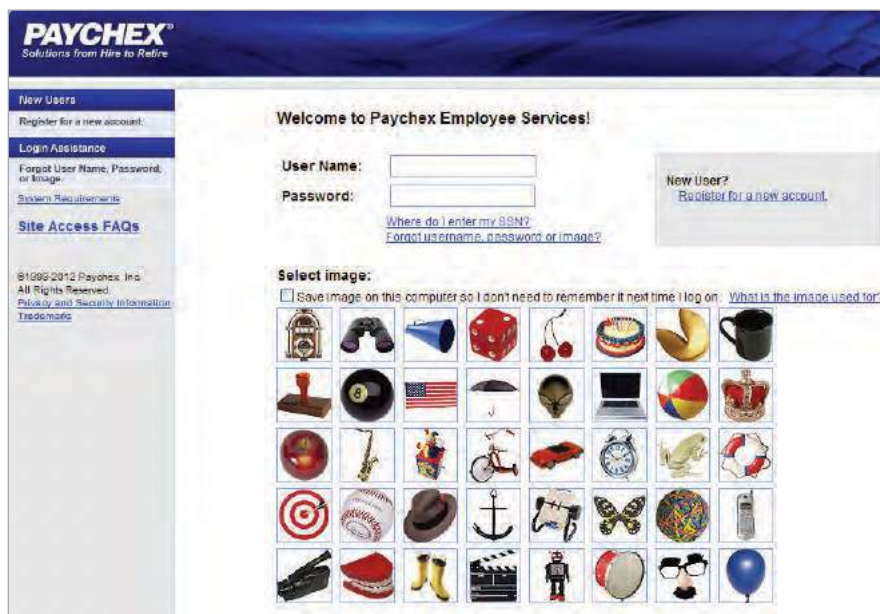 PAYCHEX®
Solutions from Hire to Retire
New Users
Register for a new account.
Login Assistance
Forgot User Name, Password,
or Image
System Requirements
Site Access FAQs
©1999-2012 Paychex, Inc.
All Rights Reserved.
Privacy and Security Information
Trademarks
Welcome to Paychex Employee Services!
User Name:
Password:
Where do I enter my SSN?
Forgot username, password or image?
New User?
Register for a new account.
Select image:
Save image on this computer so I don't need to remember it next time I log on. What is the image used for?
8